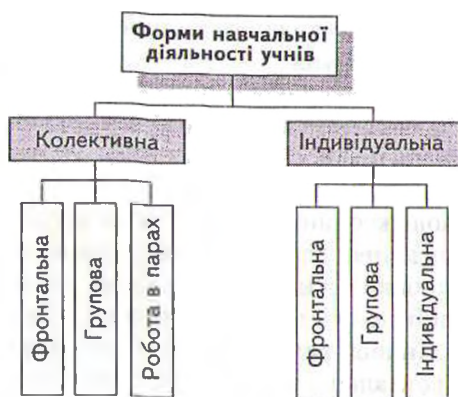 Форми навчальної
діяльності учнів
Колективна
Індивідуальна
Фронтальна
Групова
Робота в парах
Фронтальна
Групова
Індивідуальна